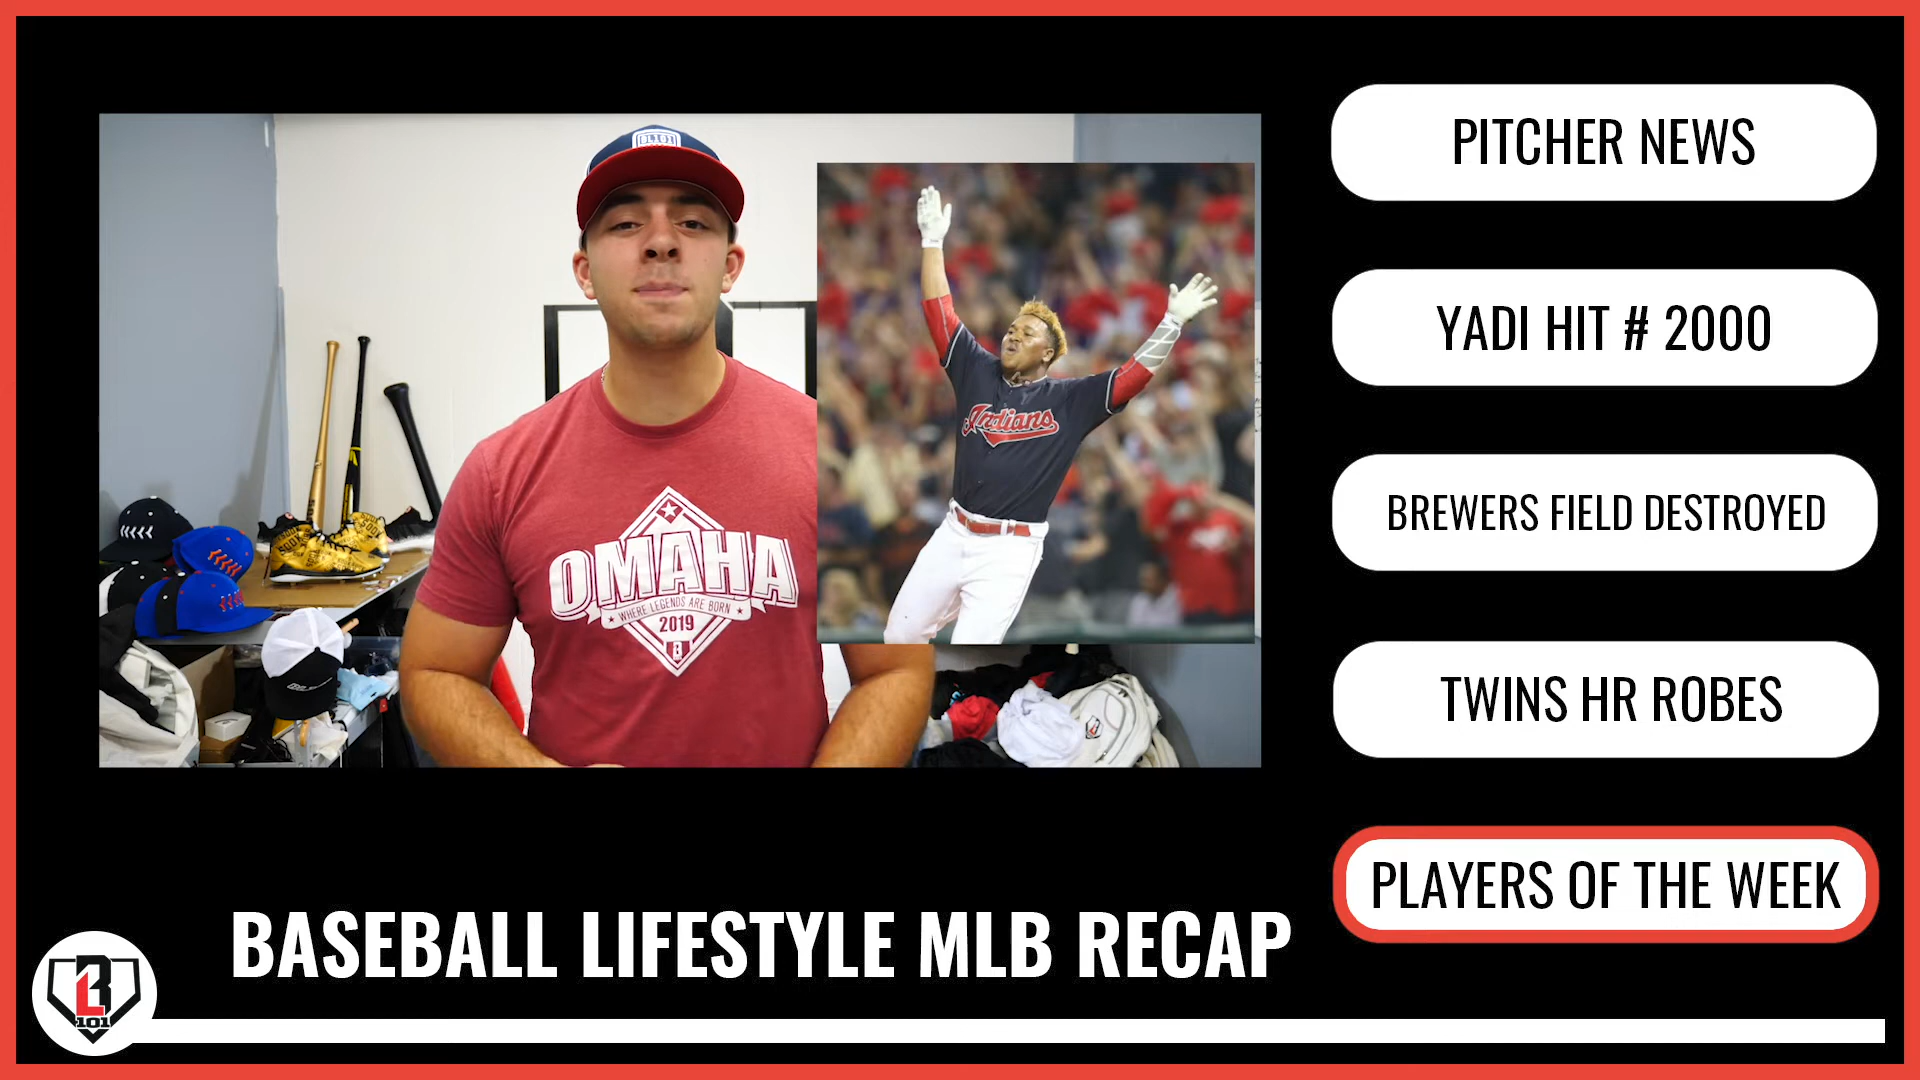 PITCHER NEWS
YADI HIT # 2000
BREWERS FIELD DESTROYED
TWINS HR ROBES
PLAYERS OF THE WEEK
BL101
Indians
OMAHA
WHERE LEGENDS ARE BORN
2019
BASEBALL LIFESTYLE MLB RECAP
101